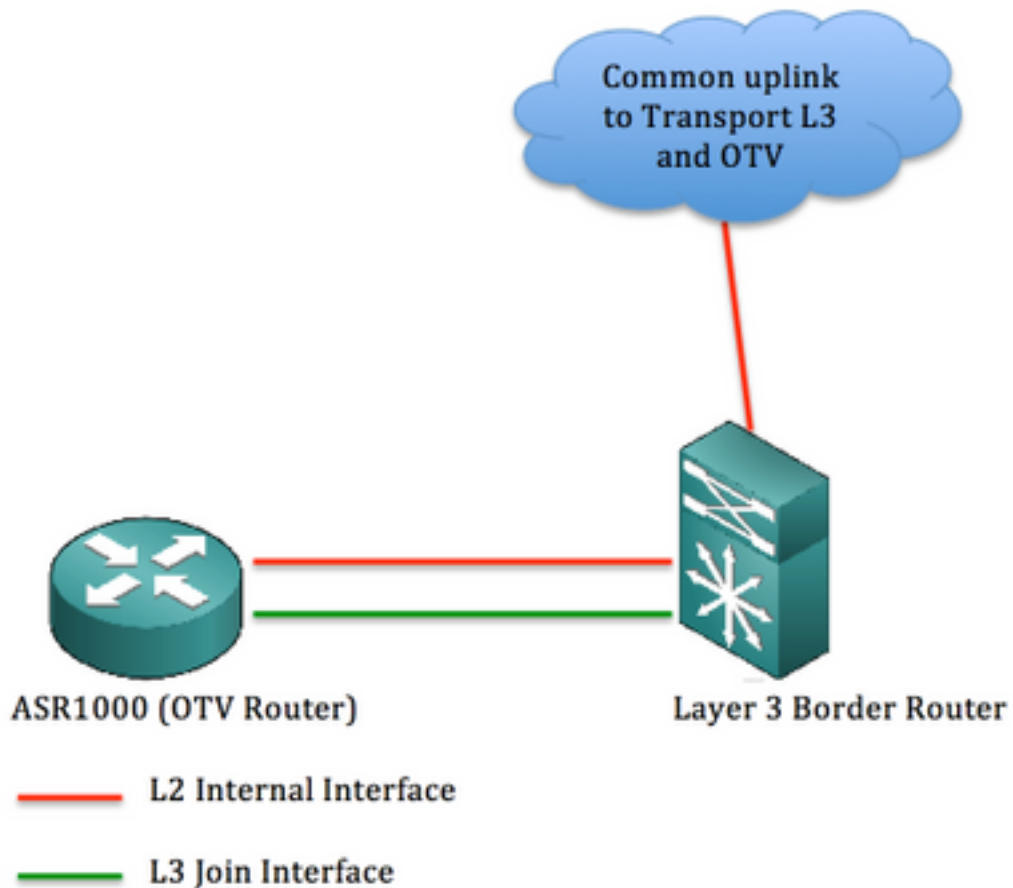 Common uplink
to Transport L3
and OTV
ASR1000 (OTV Router)
Layer 3 Border Router
L2 Internal Interface
L3 Join Interface